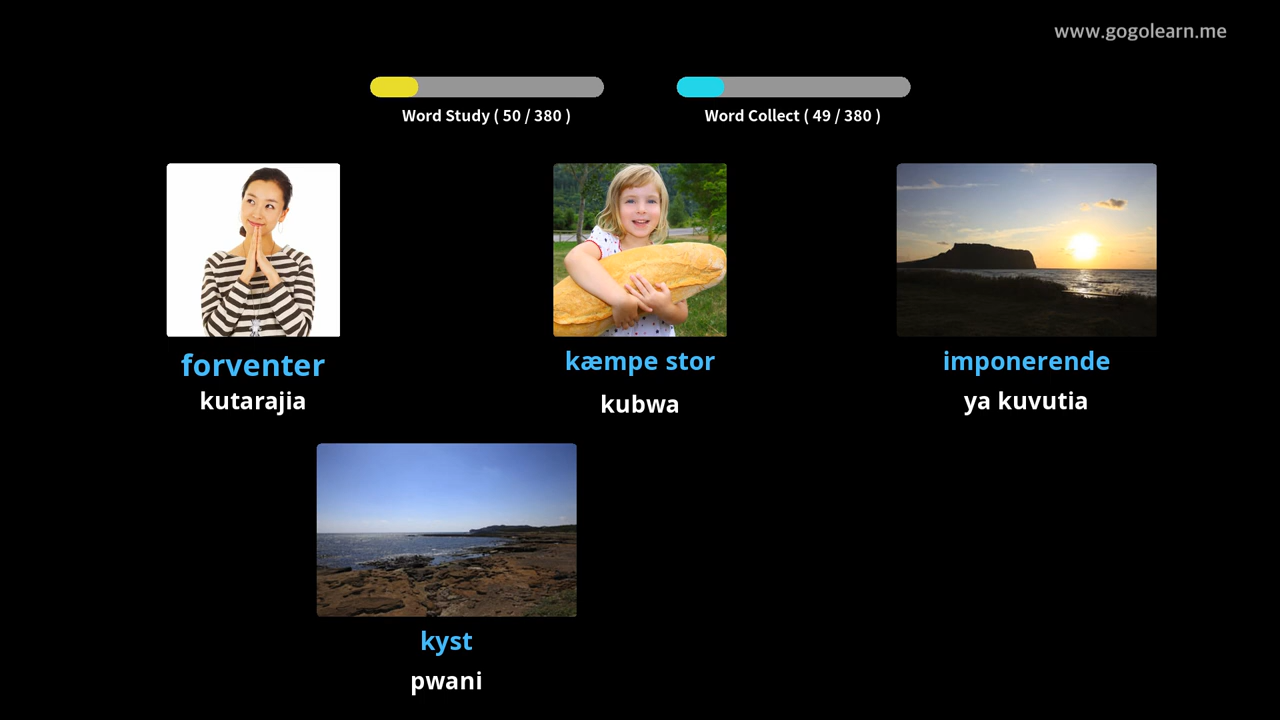 www.gogolearn.me
Word Study ( 50 / 380 )
Word Collect ( 49 / 380 )
forventer
kutarajia
kæmpe stor
kubwa
imponerende
ya kuvutia
kyst
pwani